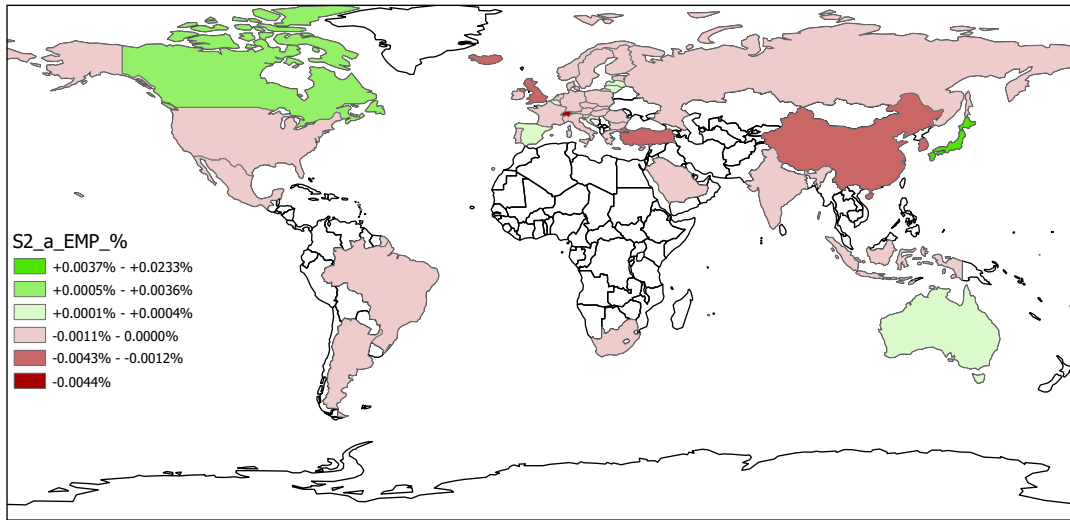 S2_a_EMP_%
+0.0037% - +0.0233%
+0.0005% - +0.0036%
+0.0001% - +0.0004%
-0.0011% - 0.0000%
-0.0043% - -0.0012%
-0.0044%